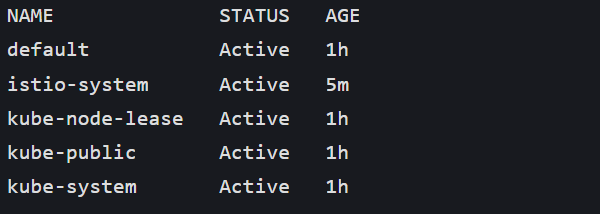 NAME STATUS AGE
default Active 1h
istio-system Active 5m
kube-node-lease Active 1h
kube-public Active 1h
kube-system Active 1h